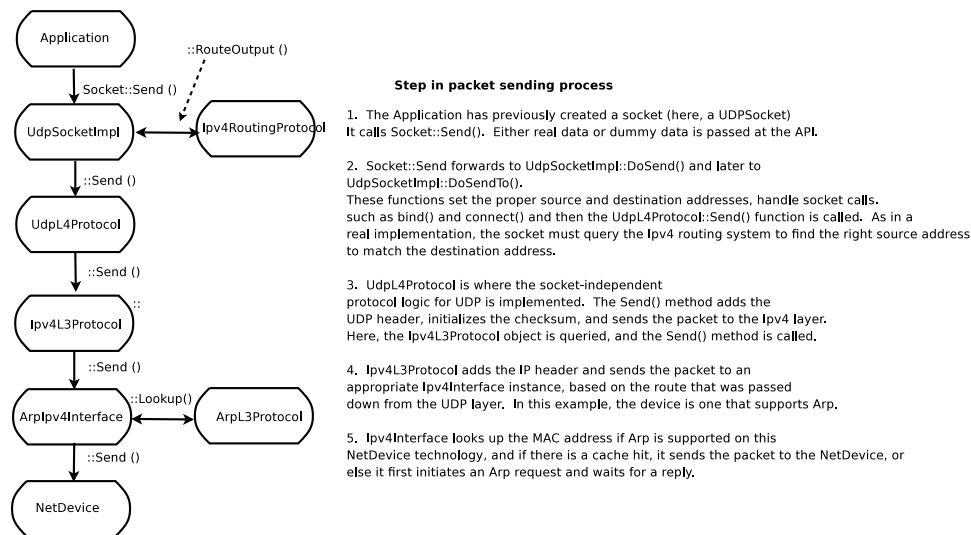 Application
::RouteOutput ()
Socket::Send ()
UdpSocketImpl
Ipv4RoutingProtocol
::Send ()
UdpL4Protocol
::Send ()
::
Ipv4L3Protocol
::Send ()
::Lookup()
ArpIpv4Interface
ArpL3Protocol
::Send ()
NetDevice
Step in packet sending process
1. The Application has previously created a socket (here, a UDPSocket)
It calls Socket::Send(). Either real data or dummy data is passed at the API.
2. Socket::Send forwards to UdpSocketImpl::DoSend() and later to
UdpSocketImpl::DoSendTo().
These functions set the proper source and destination addresses, handle socket calls.
such as bind() and connect() and then the UdpL4Protocol::Send() function is called. As in a
real implementation, the socket must query the Ipv4 routing system to find the right source address
to match the destination address.
3. UdpL4Protocol is where the socket-independent
protocol logic for UDP is implemented. The Send() method adds the
UDP header, initializes the checksum, and sends the packet to the Ipv4 layer.
Here, the Ipv4L3Protocol object is queried, and the Send() method is called.
4. Ipv4L3Protocol adds the IP header and sends the packet to an
appropriate Ipv4Interface instance, based on the route that was passed
down from the UDP layer. In this example, the device is one that supports Arp.
5. Ipv4Interface looks up the MAC address if Arp is supported on this
NetDevice technology, and if there is a cache hit, it sends the packet to the NetDevice, or
else it first initiates an Arp request and waits for a reply.